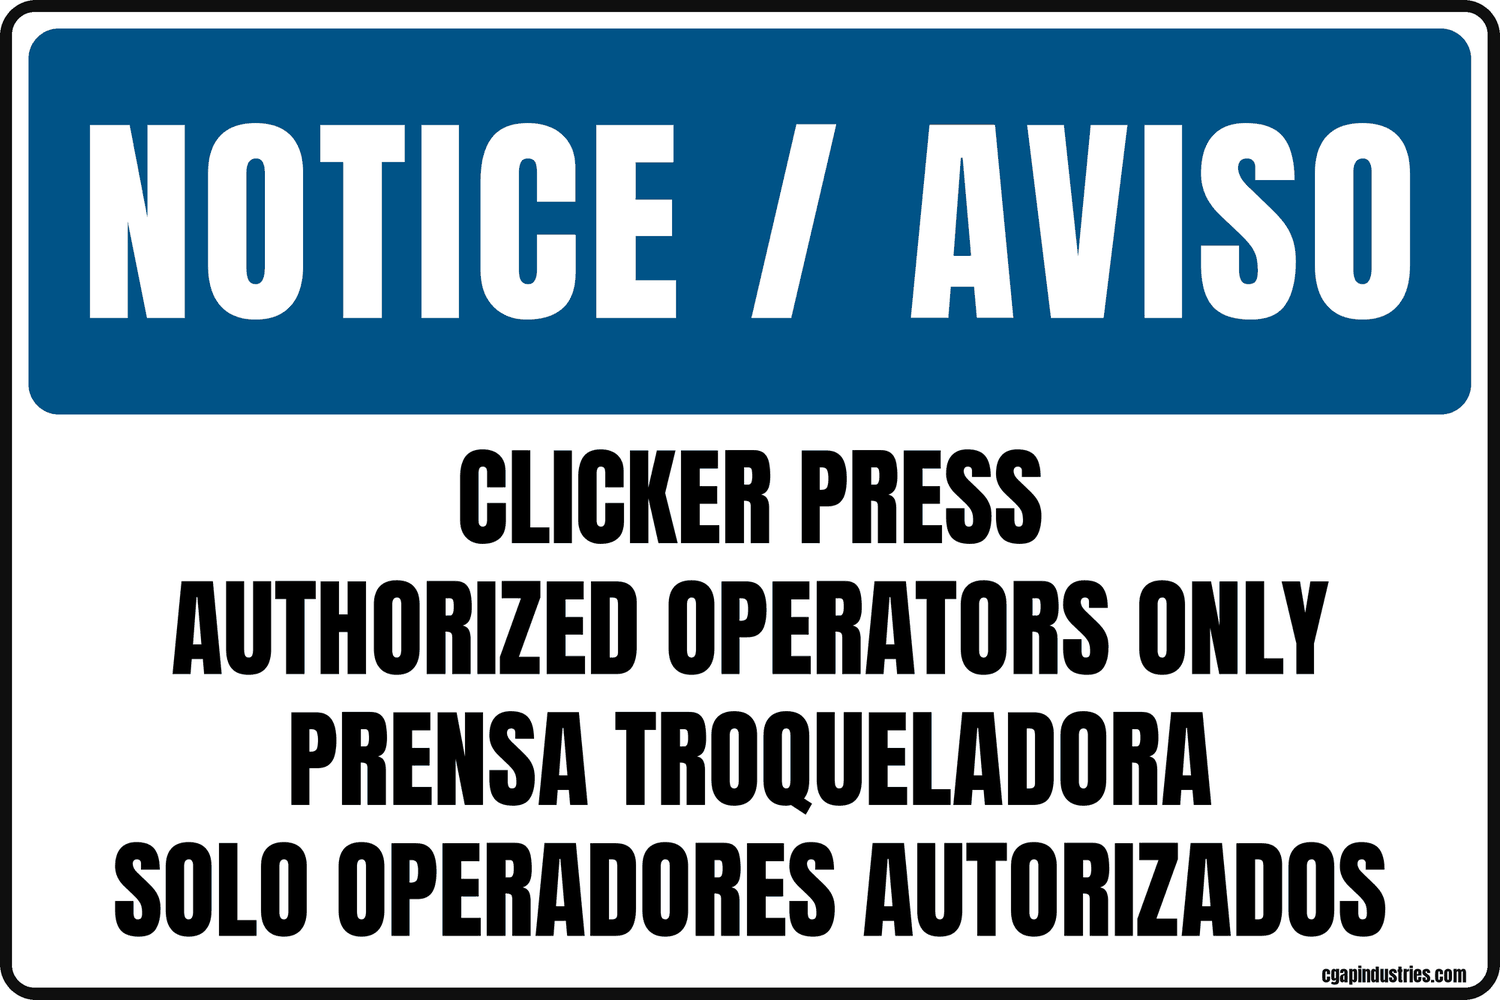 NOTICE / AVISO
CLICKER PRESS
AUTHORIZED OPERATORS ONLY
PRENSA TROQUELADORA
SOLO OPERADORES AUTORIZADOS
cgapindustries.com